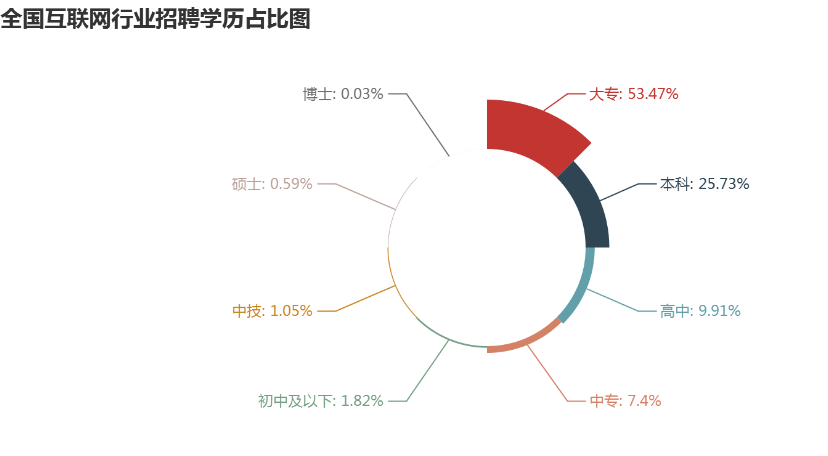 全国互联网行业招聘学历占比图
博士: 0.03%
大专: 53.47%
硕士: 0.59%
本科: 25.73%
中技: 1.05%
高中: 9.91%
初中及以下: 1.82%
中专: 7.4%